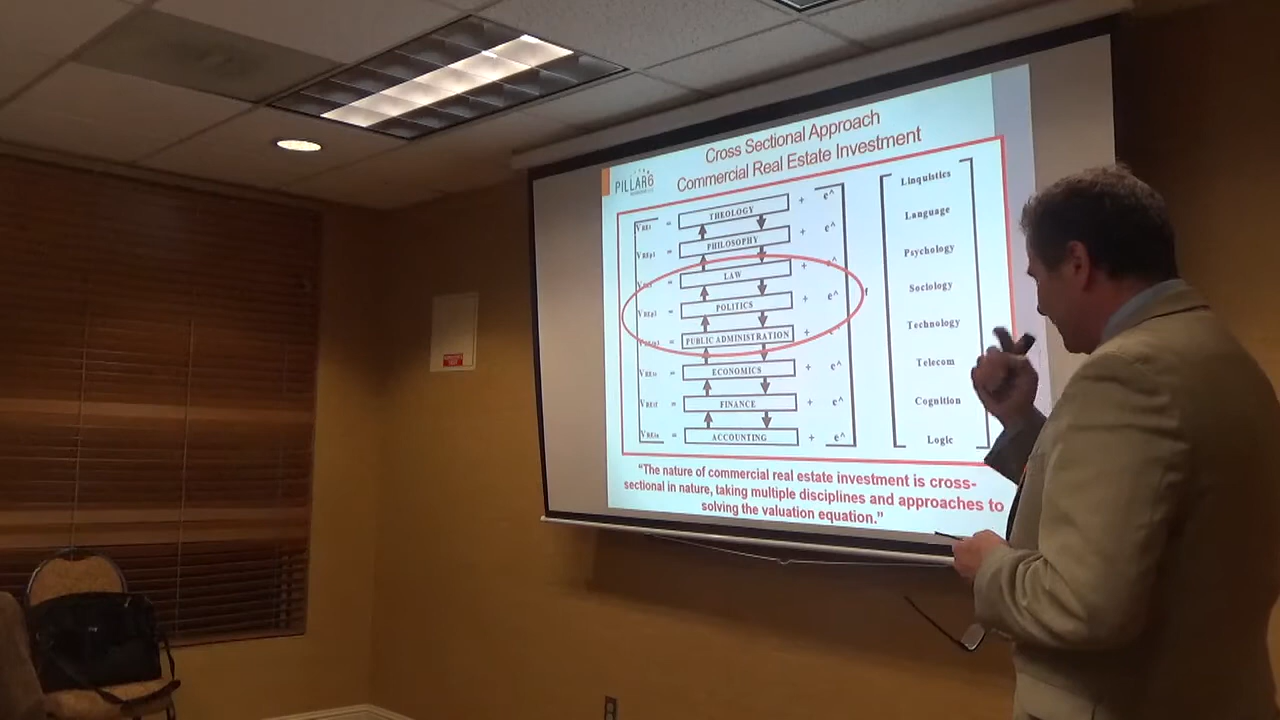 Cross Sectional Approach
Commercial Real Estate Investment
PILLAR6
THEOLOGY + e^
PHILOSOPHY + e^
= LAW + e^
= POLITICS + e^
= PUBLIC ADMINISTRATION +
= ECONOMICS + e^
= FINANCE + e^
= ACCOUNTING + e^
f
Linquistics
Language
Psychology
Sociology
Technology
Telecom
Cognition
Logic
"The nature of commercial real estate investment is cross-
sectional in nature, taking multiple disciplines and approaches to
solving the valuation equation."